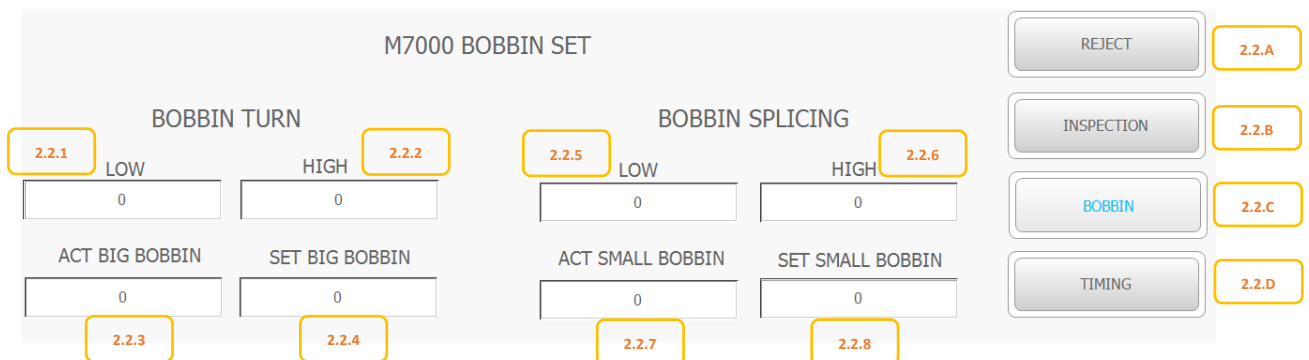 M7000 BOBBIN SET
REJECT
2.2.A
BOBBIN TURN
BOBBIN SPLICING
INSPECTION
2.2.B
2.2.1
LOW
HIGH
2.2.2
2.2.5
LOW
HIGH
2.2.6
0
0
0
0
BOBBIN
2.2.C
ACT BIG BOBBIN
SET BIG BOBBIN
ACT SMALL BOBBIN
SET SMALL BOBBIN
0
0
0
0
TIMING
2.2.D
2.2.3
2.2.4
2.2.7
2.2.8